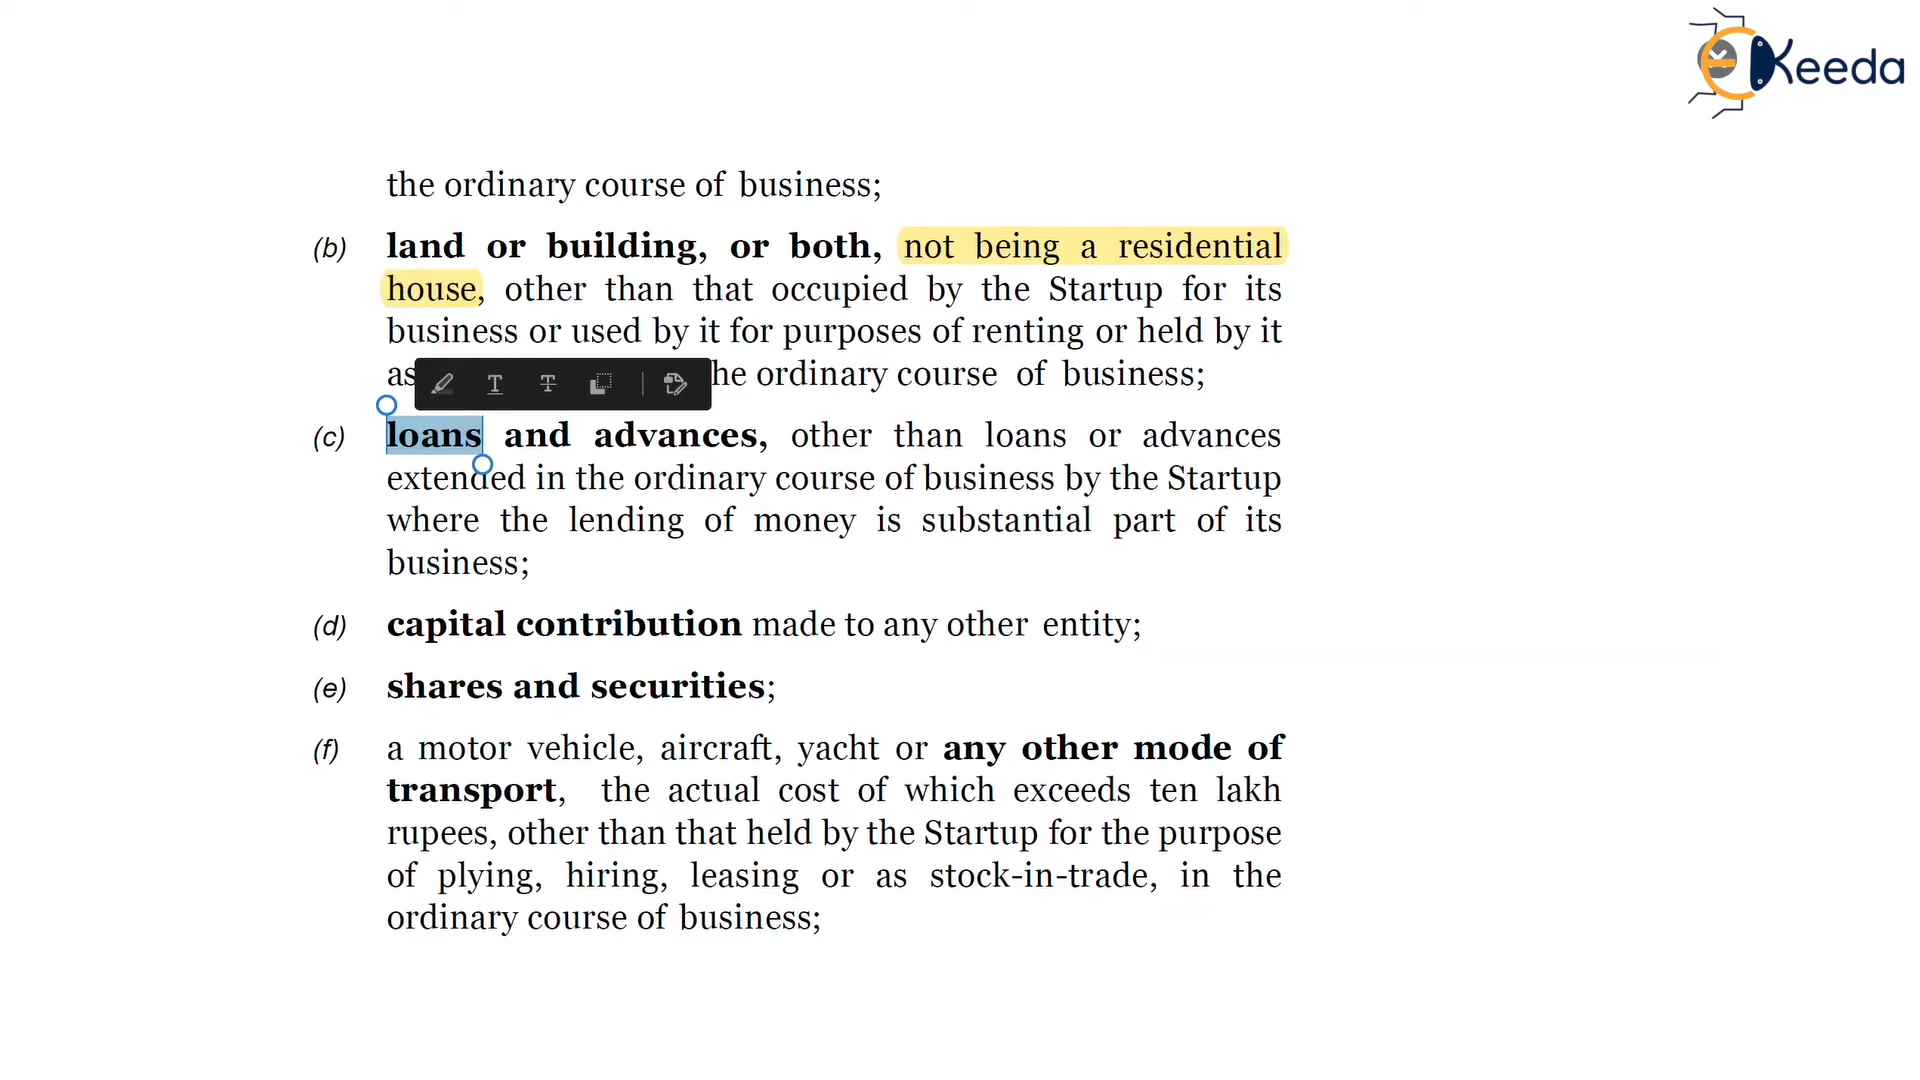 Keeda
the ordinary course of business;
(b) land or building, or both, not being a residential
house, other than that occupied by the Startup for its
business or used by it for purposes of renting or held by it
as he ordinary course of business;
(c) loans and advances, other than loans or advances
extended in the ordinary course of business by the Startup
where the lending of money is substantial part of its
business;
(d) capital contribution made to any other entity;
(e) shares and securities;
(f) a motor vehicle, aircraft, yacht or any other mode of
transport, the actual cost of which exceeds ten lakh
rupees, other than that held by the Startup for the purpose
of plying, hiring, leasing or as stock-in-trade, in the
ordinary course of business;